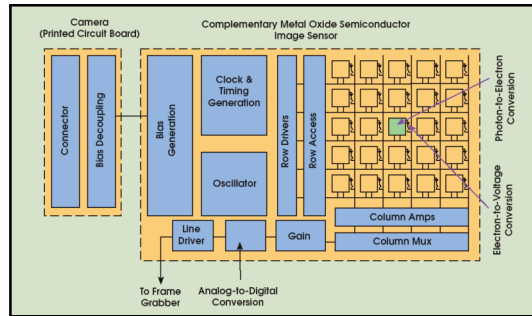 Camera
(Printed Circuit Board)
Complementary Metal Oxide Semiconductor
Image Sensor
Connector
Bias Decoupling
Bias
Generation
Clock &
Timing
Generation
Oscillator
Row Drivers
Row Access
Photon-to-Electron
Conversion
Electron-to-Voltage
Conversion
Line
Driver
Gain
Column Amps
Column Mux
To Frame
Grabber
Analog-to-Digital
Conversion